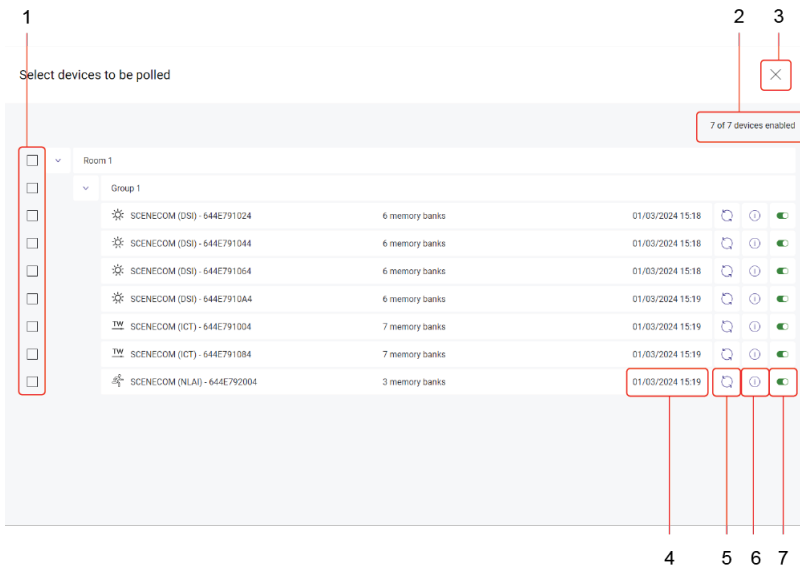 1 2 3
Select devices to be polled
7 of 7 devices enabled
Room 1
Group 1
SCENECOM (DSI) - 644E791024 6 memory banks 01/03/2024 15:18
SCENECOM (DSI) - 644E791044 6 memory banks 01/03/2024 15:18
SCENECOM (DSI) - 644E791064 6 memory banks 01/03/2024 15:18
SCENECOM (DSI) - 644E7910A4 6 memory banks 01/03/2024 15:19
TW SCENECOM (ICT) - 644E791004 7 memory banks 01/03/2024 15:19
TW SCENECOM (ICT) - 644E791084 7 memory banks 01/03/2024 15:19
SCENECOM (NLAI) - 644E792004 3 memory banks 01/03/2024 15:19
4 5 6 7